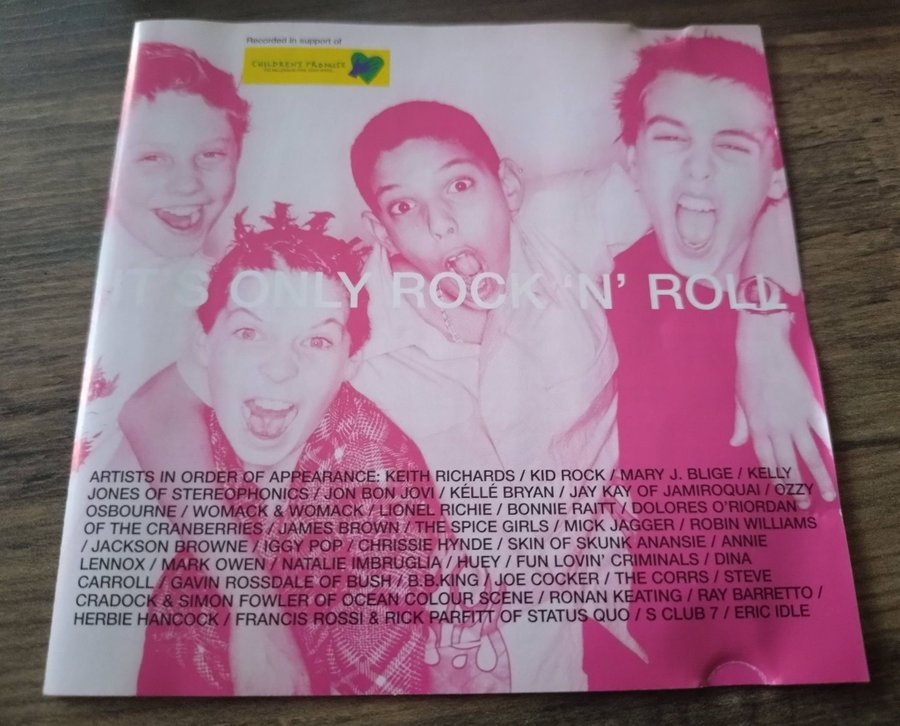 Recorded in support of
CHILDREN'S PROMISE
IT'S ONLY ROCK 'N' ROLL
ARTISTS IN ORDER OF APPEARANCE: KEITH RICHARDS / KID ROCK / MARY J. BLIGE / KELLY
JONES OF STEREOPHONICS / JON BON JOVI / KÉLLÉ BRYAN / JAY KAY OF JAMIROQUAI / OZZY
OSBOURNE / WOMACK & WOMACK / LIONEL RICHIE / BONNIE RAITT / DOLORES O'RIORDAN
OF THE CRANBERRIES / JAMES BROWN / THE SPICE GIRLS / MICK JAGGER / ROBIN WILLIAMS
/ JACKSON BROWNE / IGGY POP / CHRISSIE HYNDE / SKIN OF SKUNK ANANSIE / ANNIE
LENNOX / MARK OWEN / NATALIE IMBRUGLIA / HUEY / FUN LOVIN' CRIMINALS / DINA
CARROLL / GAVIN ROSSDALE OF BUSH / B.B.KING / JOE COCKER / THE CORRS / STEVE
CRADOCK & SIMON FOWLER OF OCEAN COLOUR SCENE / RONAN KEATING / RAY BARRETTO /
HERBIE HANCOCK / FRANCIS ROSSI & RICK PARFITT OF STATUS QUO / S CLUB 7 / ERIC IDLE